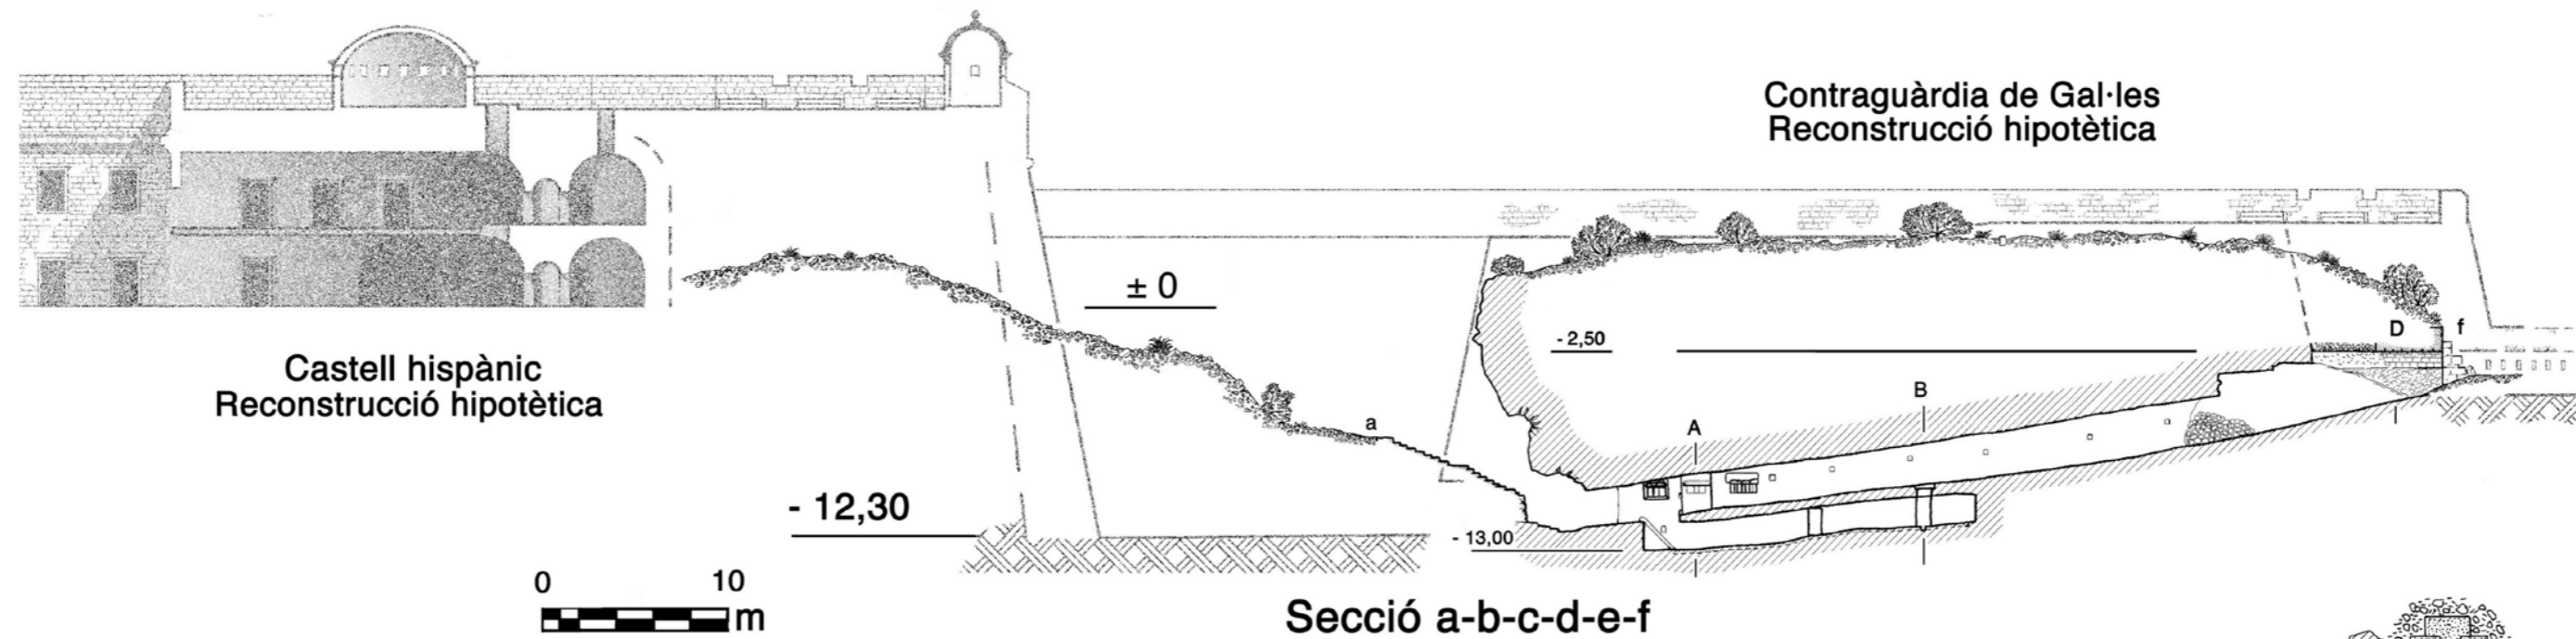 Contraguàrdia de Gal·les
Reconstrucció hipotètica
± 0
- 2,50
D
f
Castell hispànic
Reconstrucció hipotètica
B
A
a
- 12,30
- 13,00
0
10
m
Secció a-b-c-d-e-f